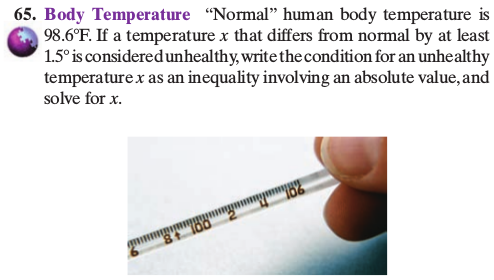 65. Body Temperature “Normal” human body temperature is
98.6°F. If a temperature x that differs from normal by at least
1.5° is considered unhealthy, write the condition for an unhealthy
temperature x as an inequality involving an absolute value, and
solve for x.
6 8↑ 100 2 4 106